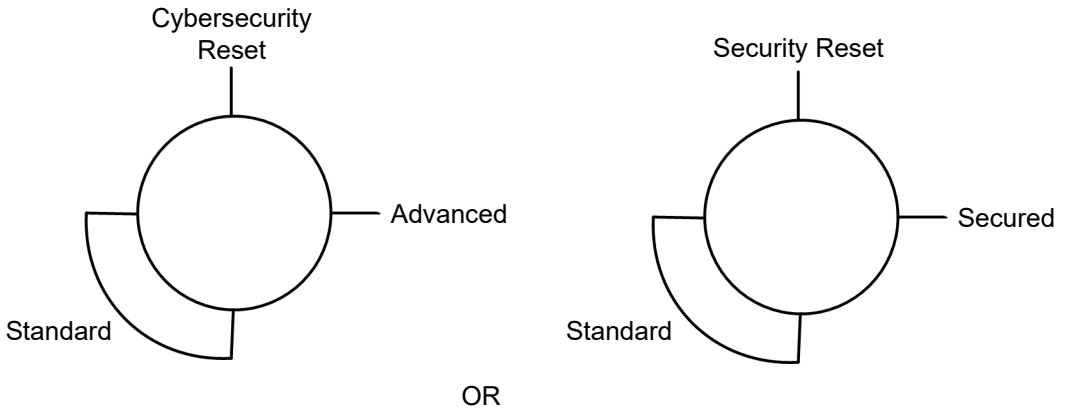 Cybersecurity
Reset
Advanced
Standard
Security Reset
Secured
Standard
OR